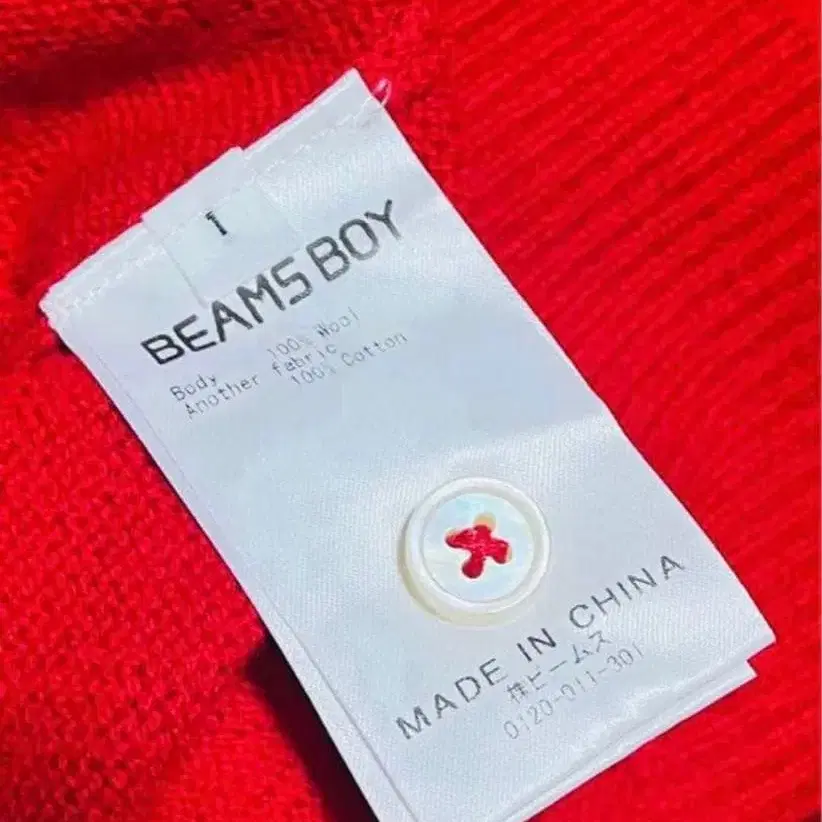 1
BEAMS BOY
Body 100% Wool
Another fabric
100% Cotton
MADE IN CHINA
㈱ビームス
0120-011-301